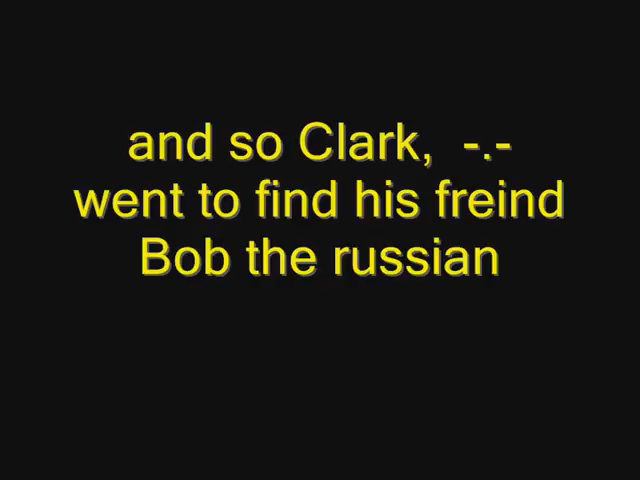 and so Clark,  -.-
went to find his freind
Bob the russian